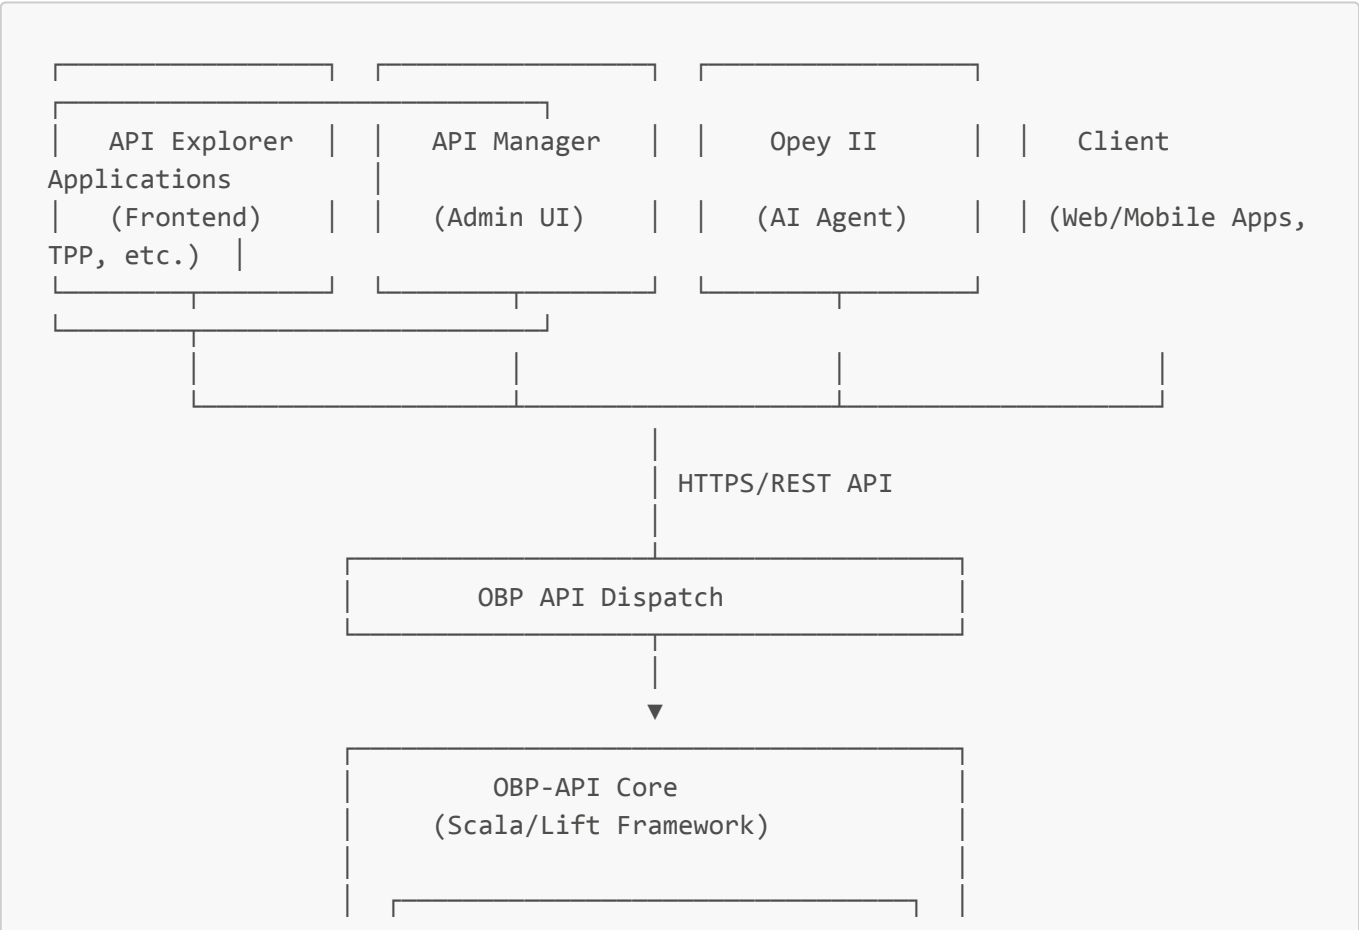 API Explorer API Manager Opey II Client
Applications
(Frontend) (Admin UI) (AI Agent) (Web/Mobile Apps,
TPP, etc.)
HTTPS/REST API
OBP API Dispatch
OBP-API Core
(Scala/Lift Framework)